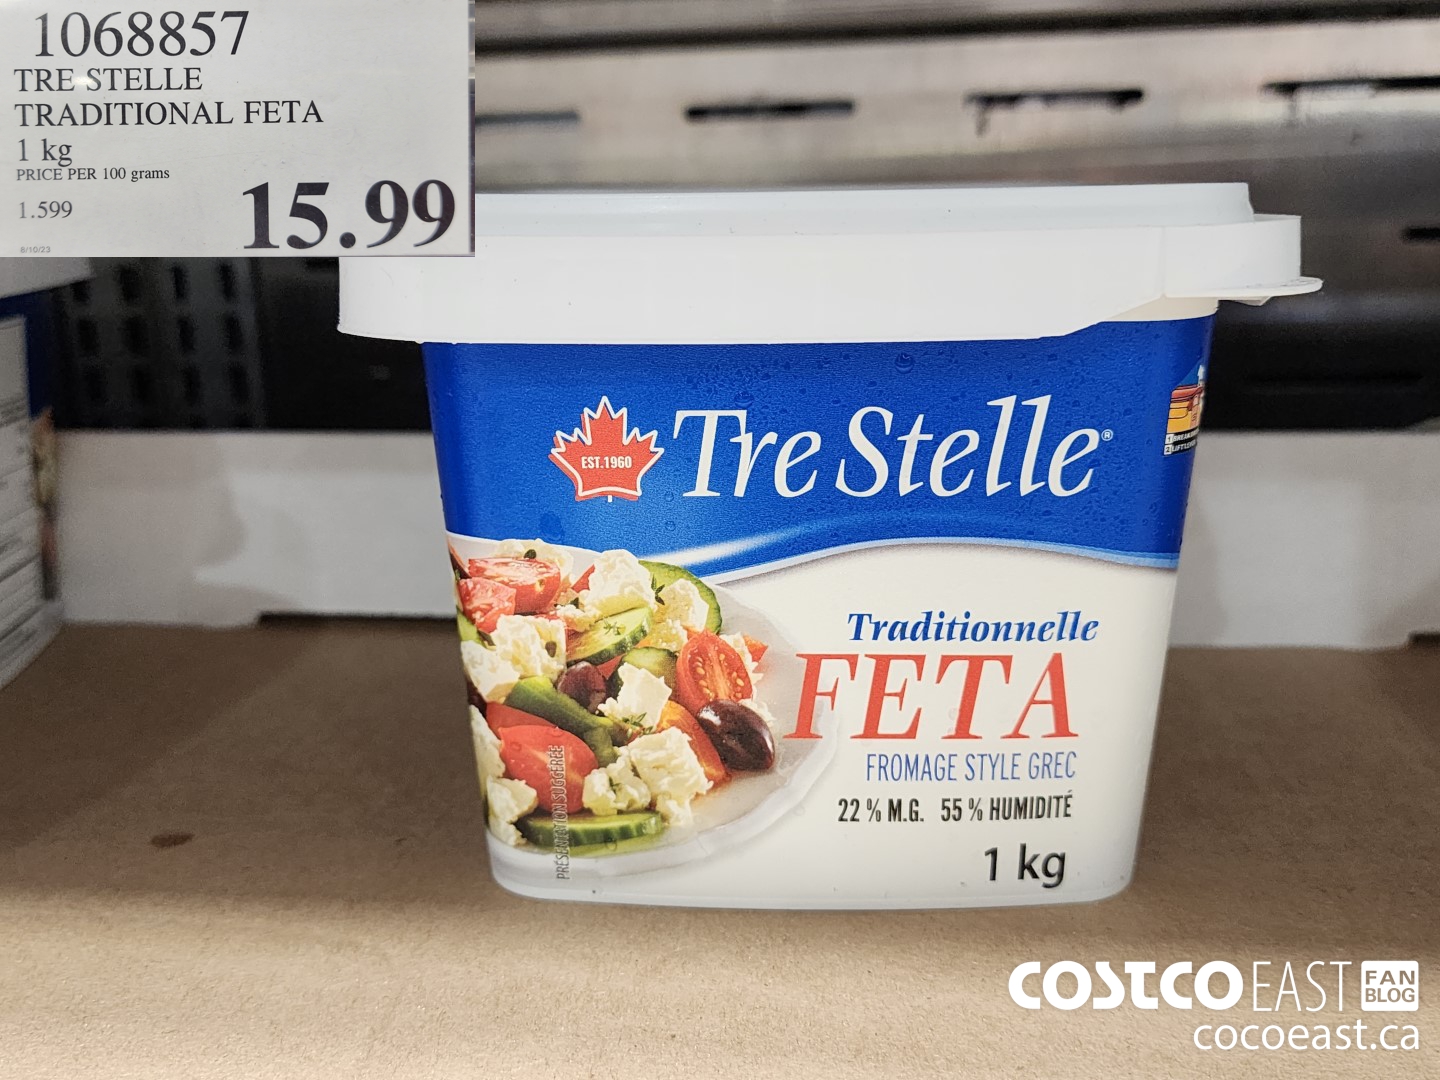 1068857
TRE STELLE
TRADITIONAL FETA
1 kg
PRICE PER 100 grams
1.599
15.99
8/10/23
EST.1960
Tre Stelle®
Traditionnelle
FETA
FROMAGE STYLE GREC
22 % M.G. 55 % HUMIDITÉ
1 kg
PRÉSENTATION SUGGÉRÉE
COSTCO EAST FAN BLOG
cocoeast.ca